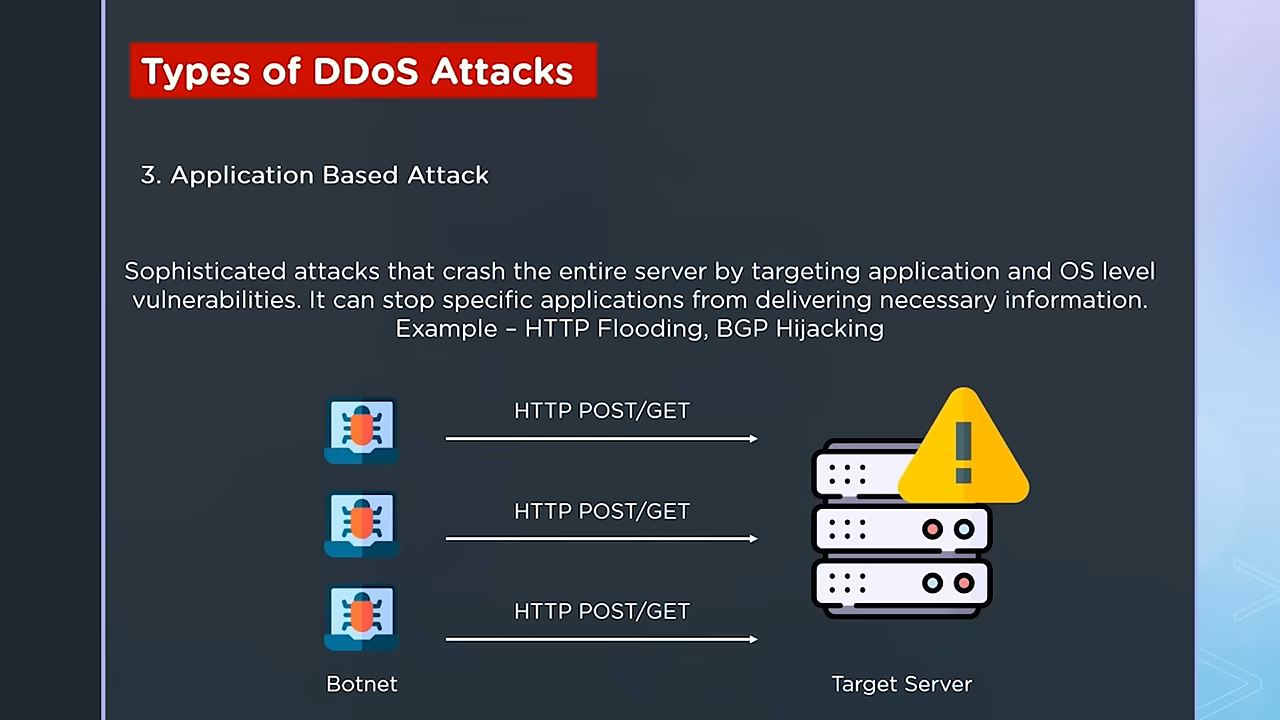 Types of DDoS Attacks
3. Application Based Attack
Sophisticated attacks that crash the entire server by targeting application and OS level
vulnerabilities. It can stop specific applications from delivering necessary information.
Example – HTTP Flooding, BGP Hijacking
HTTP POST/GET
HTTP POST/GET
HTTP POST/GET
Botnet
Target Server